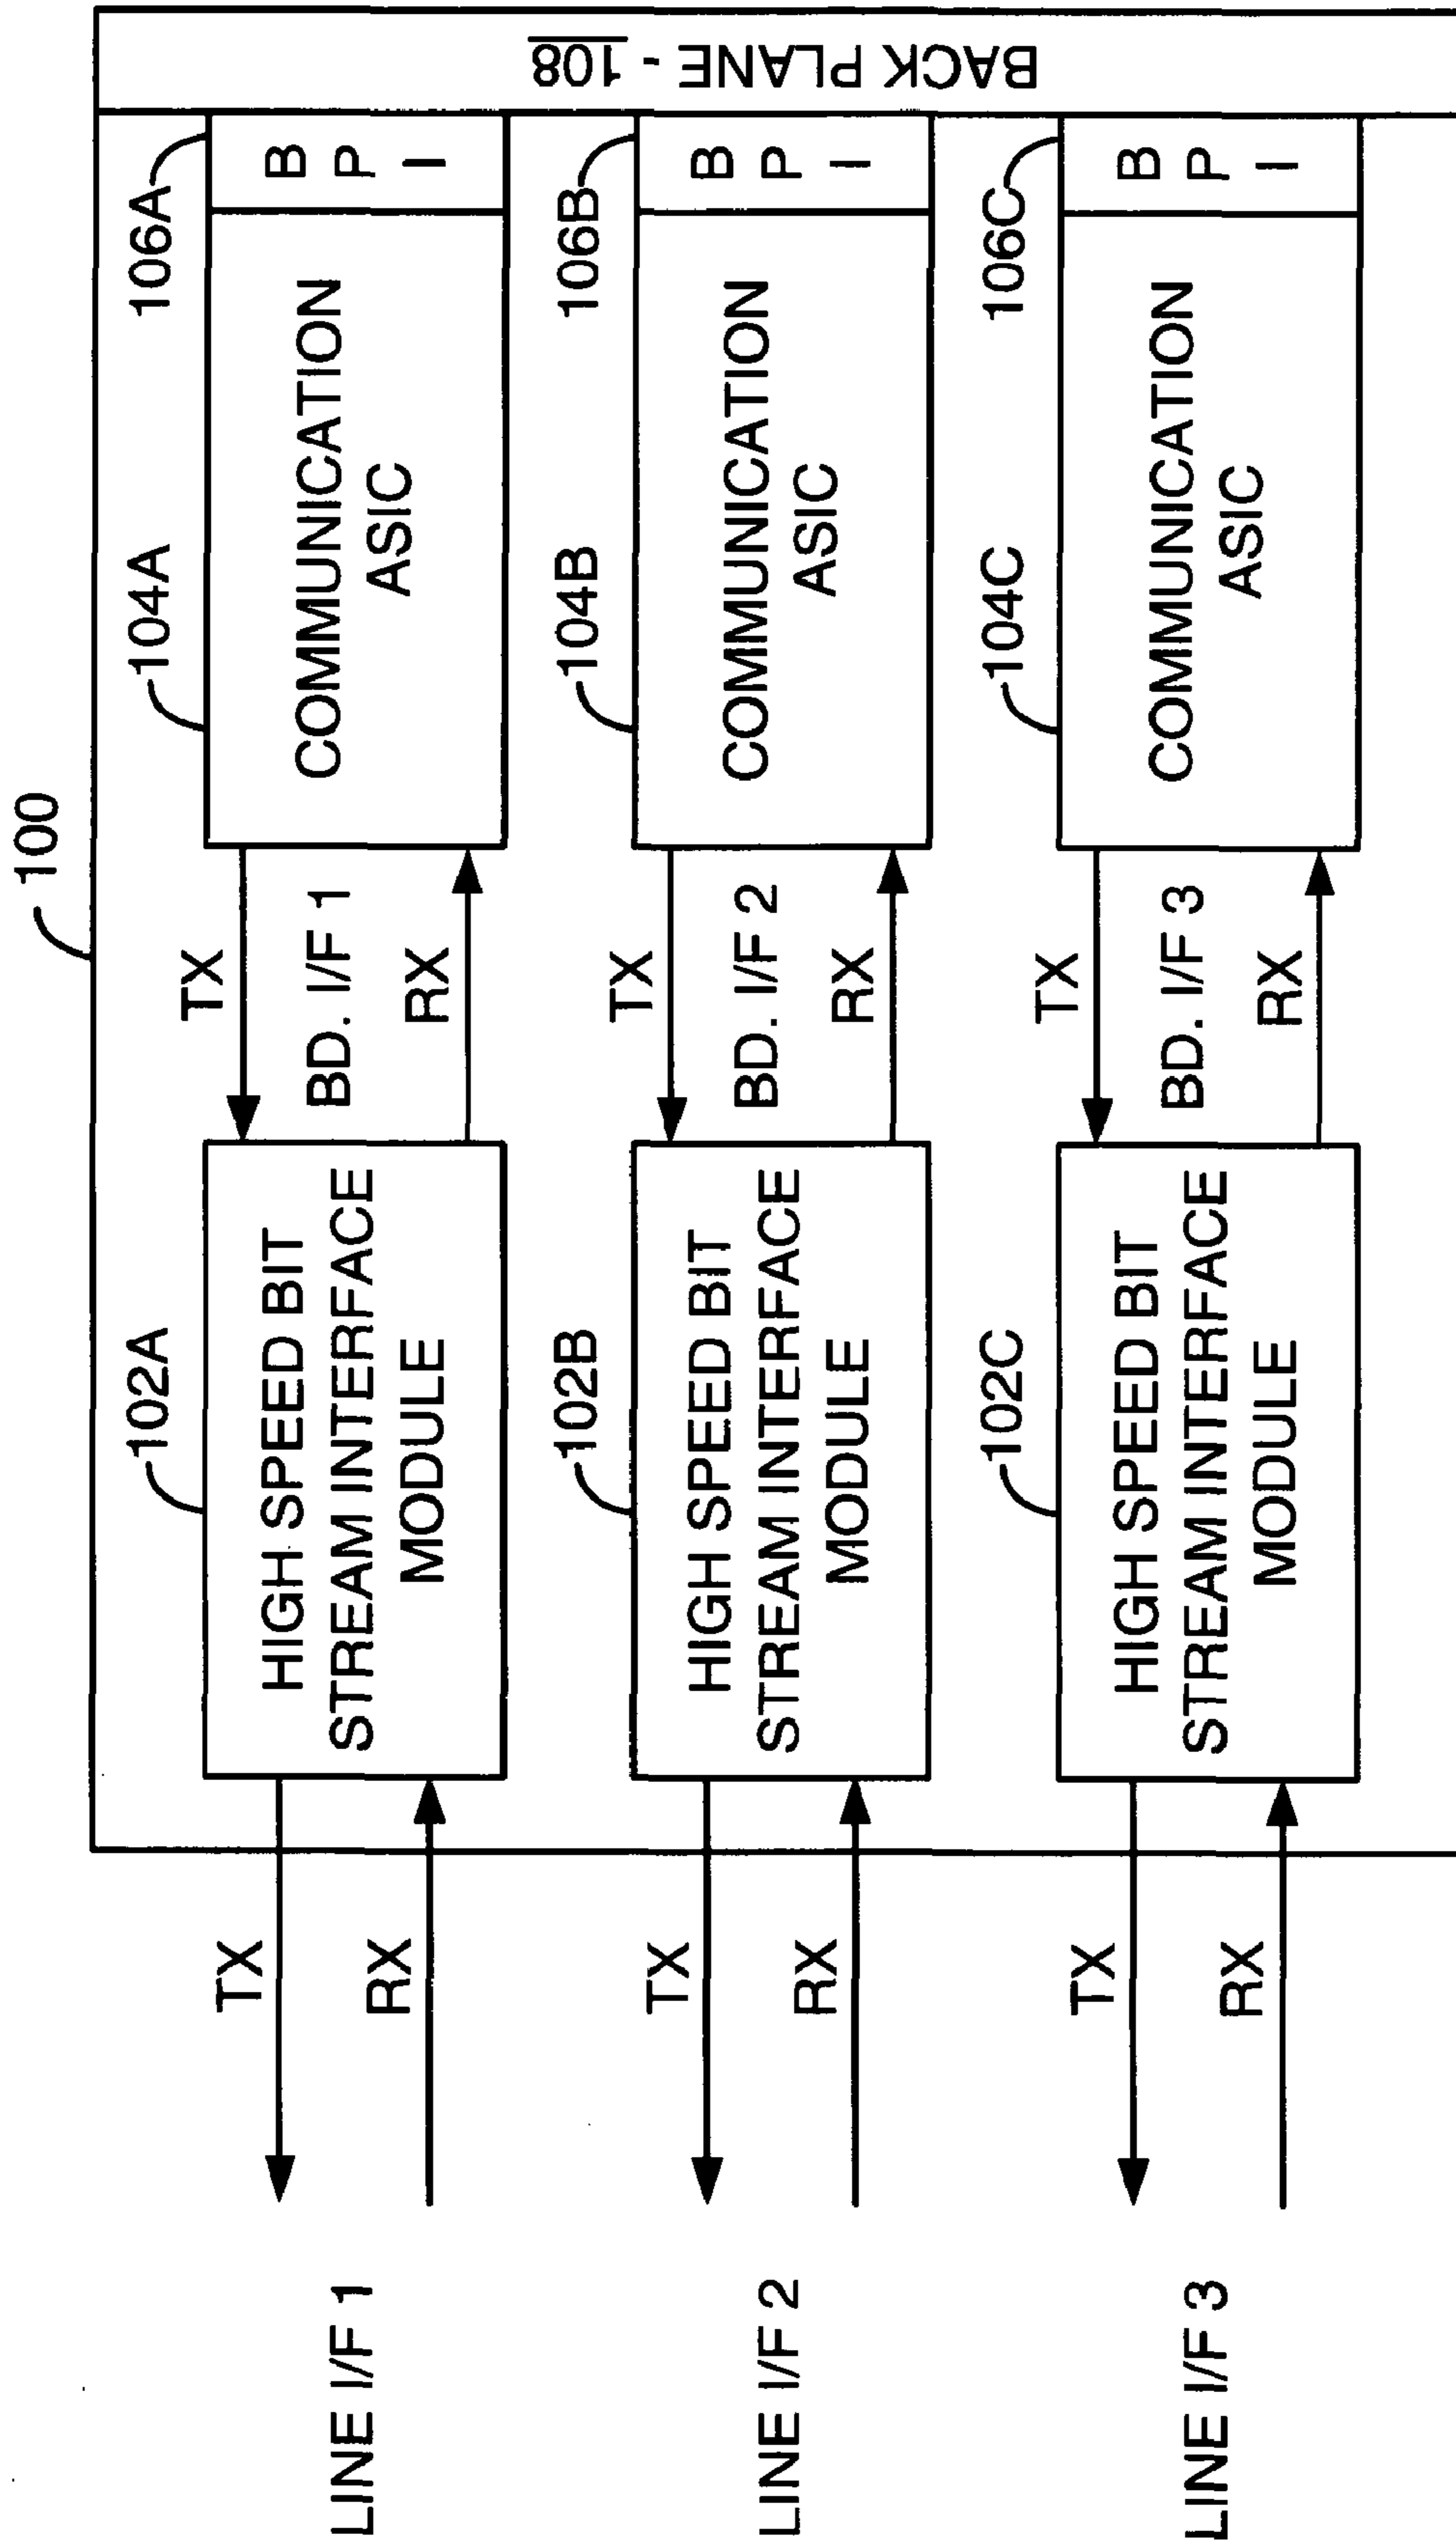 100
LINE I/F 1
TX
RX
102A
HIGH SPEED BIT
STREAM INTERFACE
MODULE
TX
BD. I/F 1
RX
104A
COMMUNICATION
ASIC
106A
B
P
I
LINE I/F 2
TX
RX
102B
HIGH SPEED BIT
STREAM INTERFACE
MODULE
TX
BD. I/F 2
RX
104B
COMMUNICATION
ASIC
106B
B
P
I
LINE I/F 3
TX
RX
102C
HIGH SPEED BIT
STREAM INTERFACE
MODULE
TX
BD. I/F 3
RX
104C
COMMUNICATION
ASIC
106C
B
P
I
BACK PLANE - 108